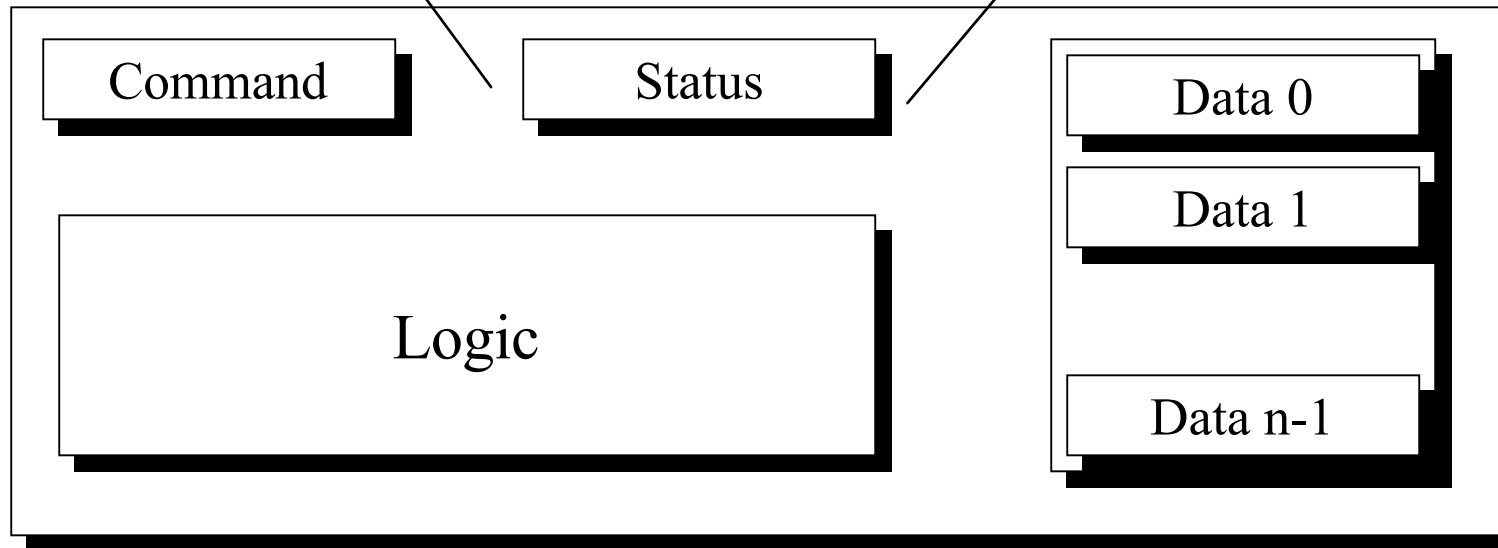 Command
Status
Data 0
Data 1
Logic
Data n-1